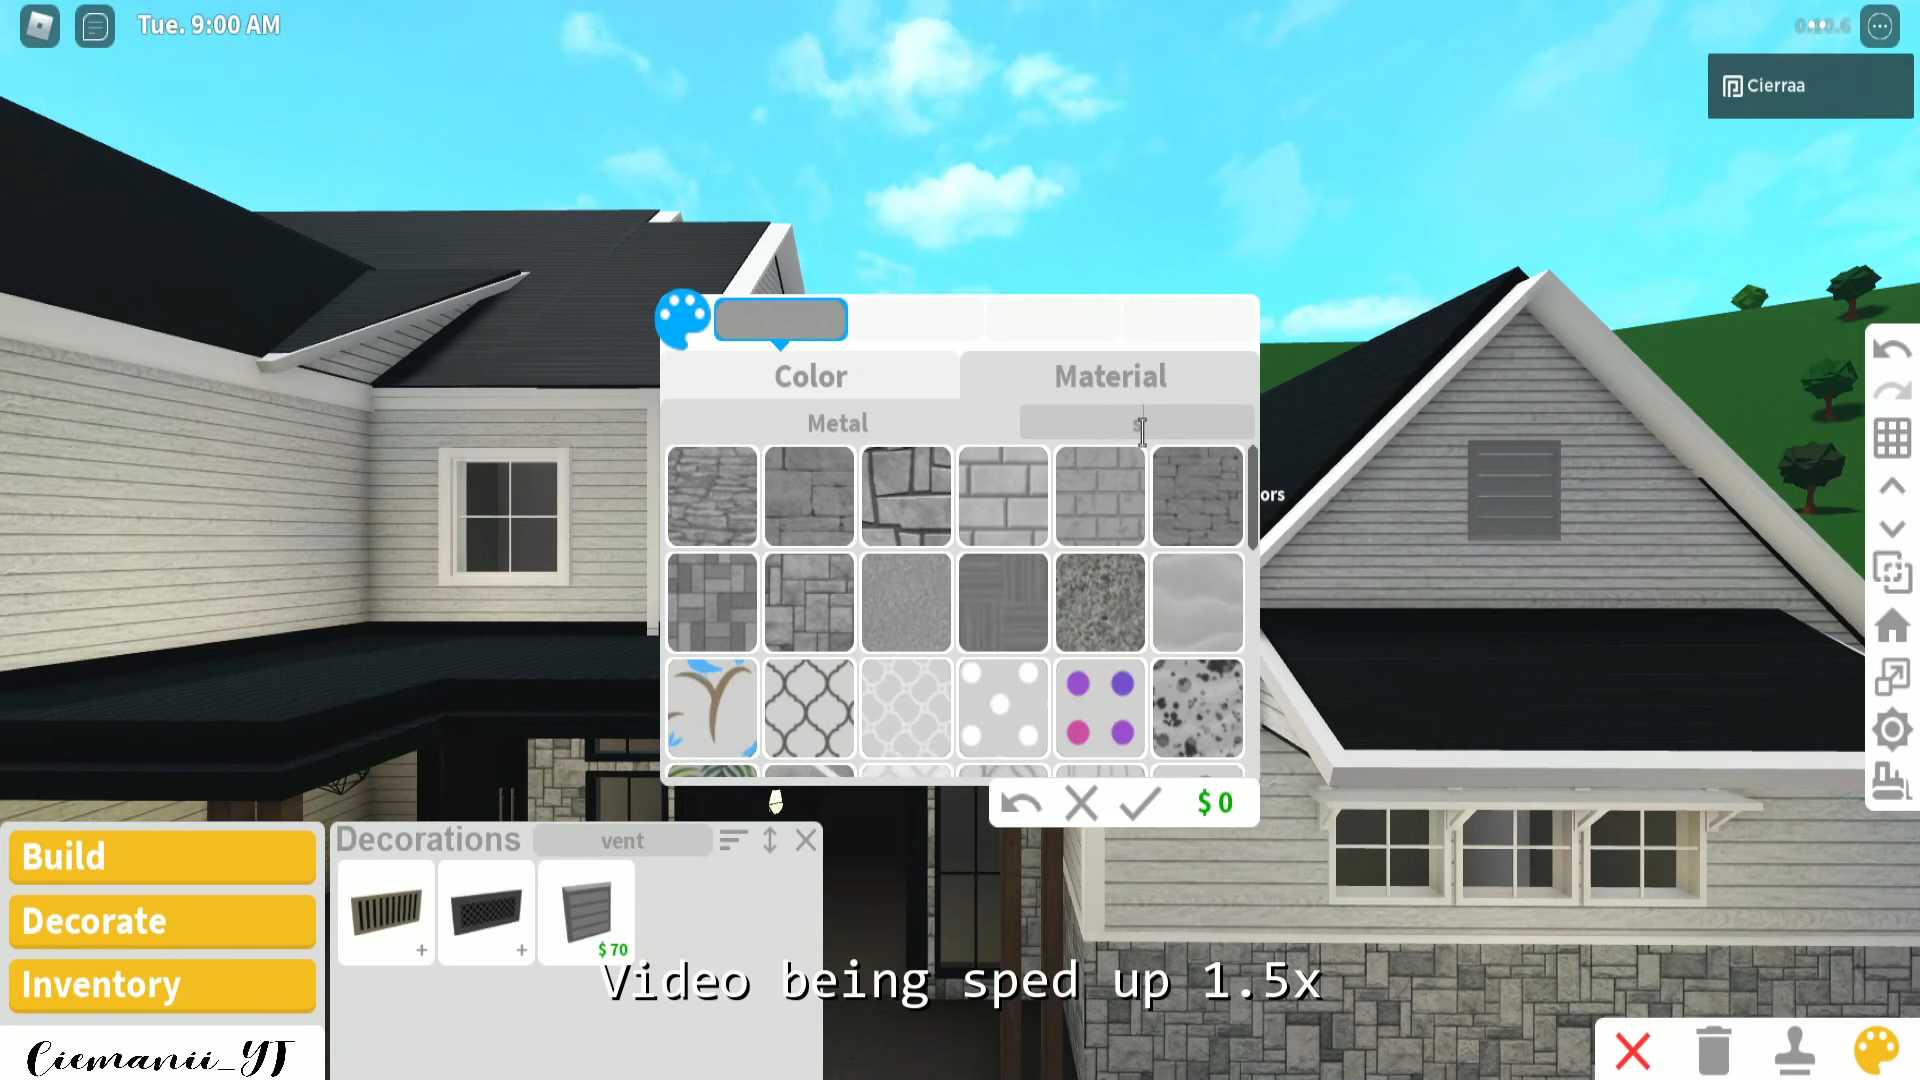 Tue. 9:00 AM
Cierraa
Color
Material
Metal
s
ors
$ 0
Build
Decorate
Inventory
Decorations
vent
+
+
$ 70
Video being sped up 1.5x
Ciemanii_YT